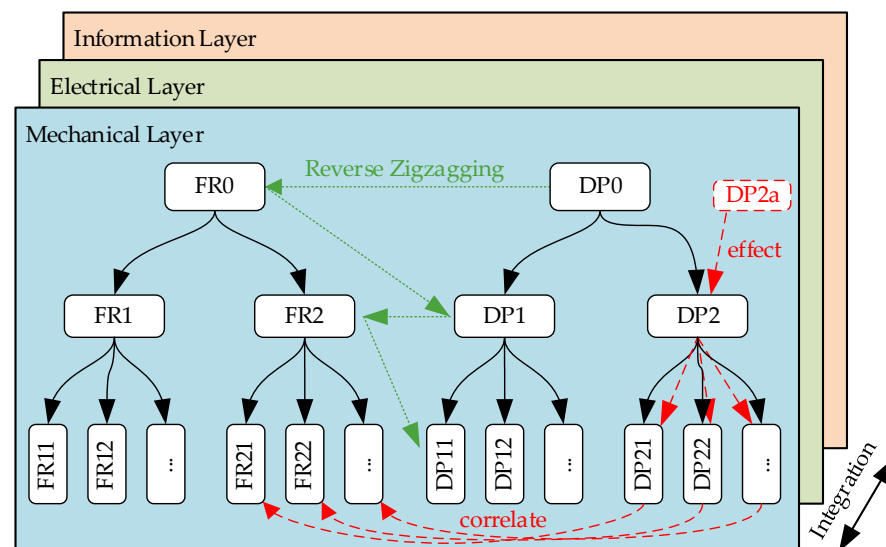 Information Layer
Electrical Layer
Mechanical Layer
Reverse Zigzagging
FR0
DP0
DP2a
effect
FR1
FR2
DP1
DP2
FR11
FR12
...
FR21
FR22
...
DP11
DP12
...
DP21
DP22
...
correlate
Integration